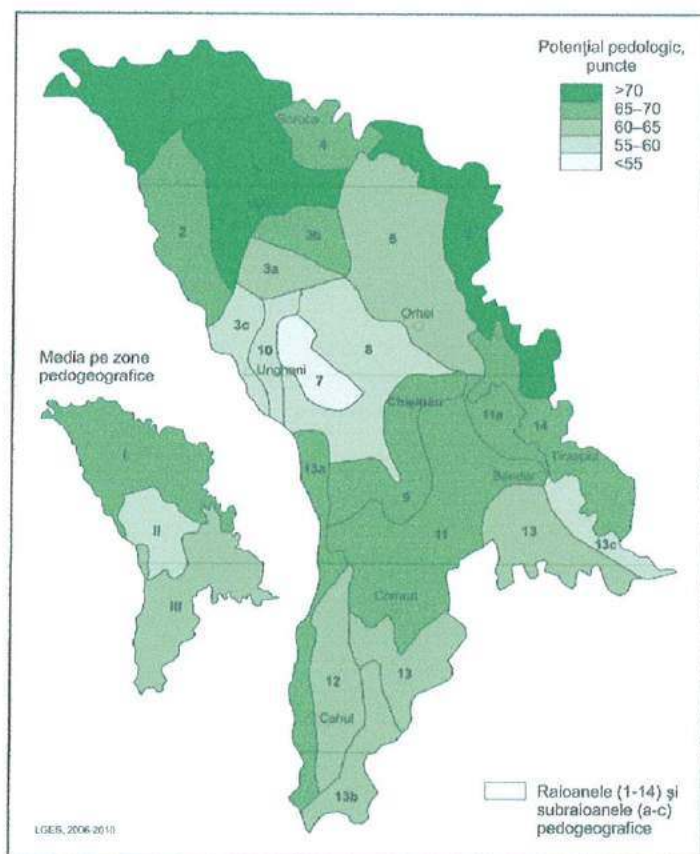 Potențial pedologic,
puncte
>70
65–70
60–65
55–60
<55
Soroca
4
2
3b
6
3a
Orhei
3c
10
8
Ungheni
7
Media pe zone
pedogeografice
Chișinău
11a
14
I
13a
Tiraspol
Bender
9
II
11
13
13c
III
Comrat
12
13
Cahul
13b
Raioanele (1-14) și
subraioanele (a-c)
pedogeografice
LGES, 2006-2010